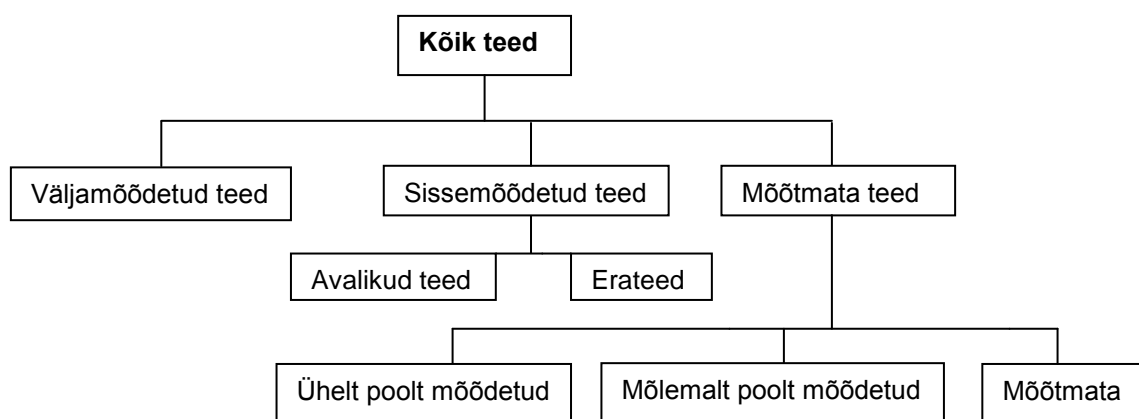 Kõik teed
Väljamõõdetud teed
Sissemõõdetud teed
Mõõtmata teed
Avalikud teed
Erateed
Ühelt poolt mõõdetud
Mõlemalt poolt mõõdetud
Mõõtmata